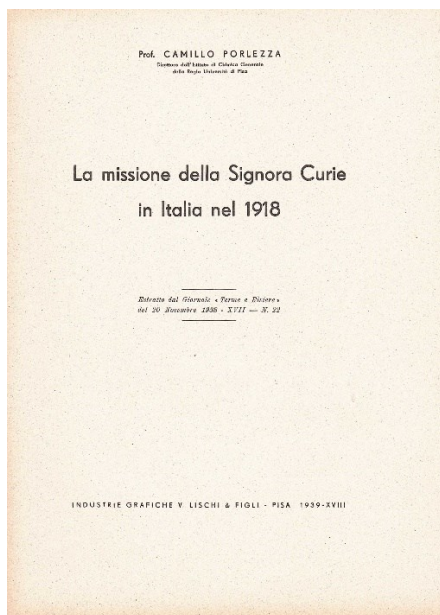 Prof. CAMILLO PORLEZZA
Direttore dell'Istituto di Chimica Generale
della Regia Università di Pisa
La missione della Signora Curie
in Italia nel 1918
Estratto dal Giornale « Terme e Riviere »
del 20 Novembre 1938 - XVII — N. 22
INDUSTRIE GRAFICHE V. LISCHI & FIGLI - PISA 1939-XVIII